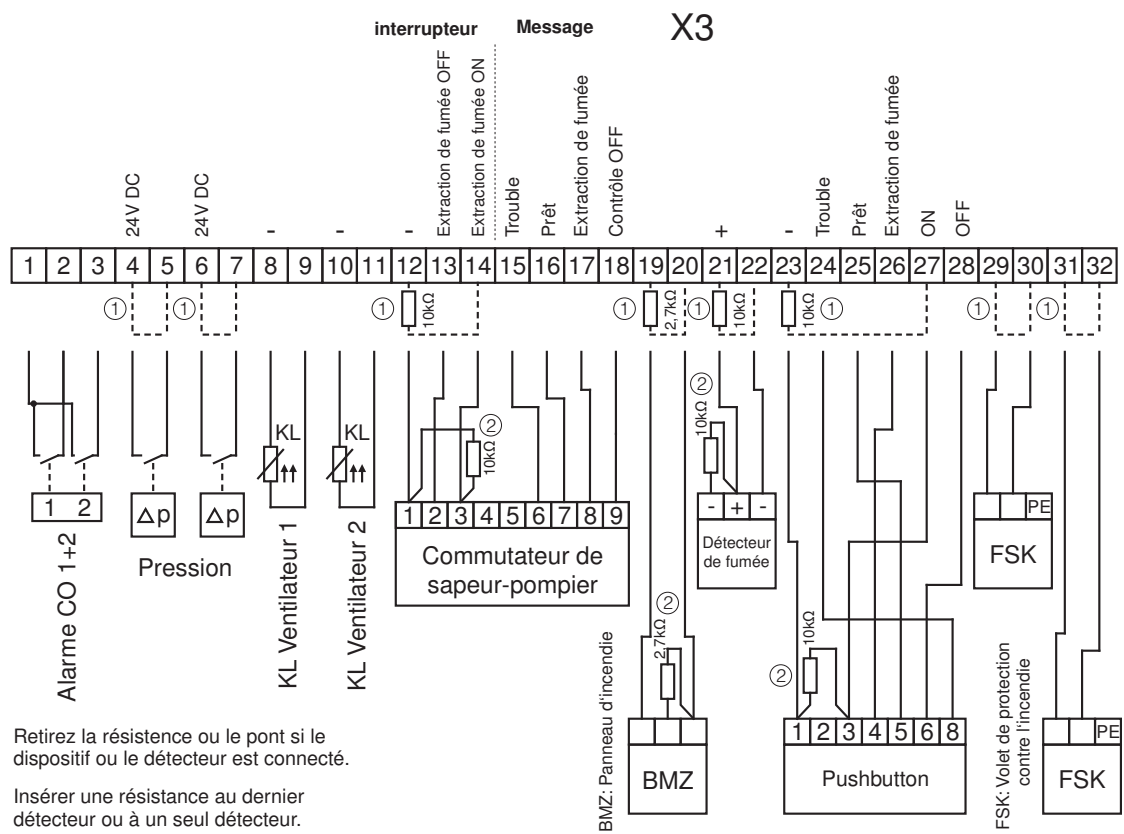 interrupteur
Message
X3
24V DC
24V DC
-
-
-
Extraction de fumée OFF
Extraction de fumée ON
Trouble
Prêt
Extraction de fumée
Contrôle OFF
+
-
Trouble
Prêt
Extraction de fumée
ON
OFF
1 2 3 4 5 6 7 8 9 10 11 12 13 14 15 16 17 18 19 20 21 22 23 24 25 26 27 28 29 30 31 32
1
1
1
10kΩ
1
2,7kΩ
1
10kΩ
10kΩ
1
1
1
KL
KL
2
10kΩ
2
10kΩ
1 2
Alarme CO 1+2
Δp
Δp
Pression
KL Ventilateur 1
KL Ventilateur 2
1 2 3 4 5 6 7 8 9
Commutateur de
sapeur-pompier
- + -
Détecteur
de fumée
PE
FSK
2
2,7kΩ
10kΩ
2
BMZ: Panneau d'incendie
BMZ
1 2 3 4 5 6 8
Pushbutton
FSK: Volet de protection
contre l'incendie
PE
FSK
Retirez la résistence ou le pont si le
dispositif ou le détecteur est connecté.
Insérer une résistance au dernier
détecteur ou à un seul détecteur.